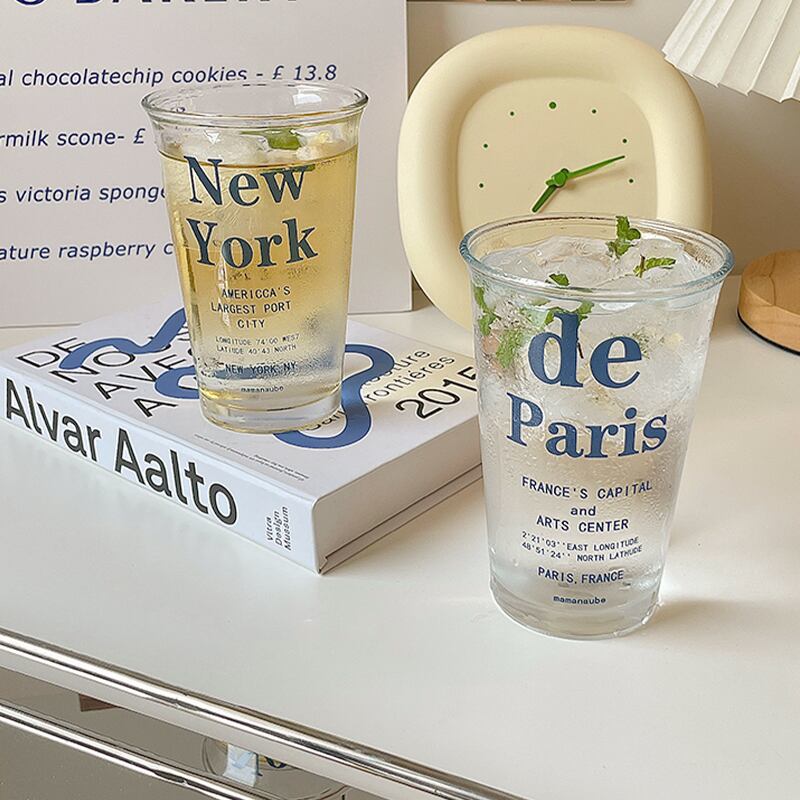 al chocolatechip cookies - £ 13.8
rmilk scone- £
s victoria sponge
ature raspberry c
New
York
AMERICCA'S
LARGEST PORT
CITY
LONGITUDE 74°00'WEST
LATIUDE 40°43'NORTH
NEW YORK,NY
mamanaube
2015
Alvar Aalto
Vitra
Design
Museum
de
Paris
FRANCE'S CAPITAL
and
ARTS CENTER
2°21'03''EAST LONGITUDE
48°51'24'' NORTH LATHUDE
PARIS,FRANCE
mamanaube